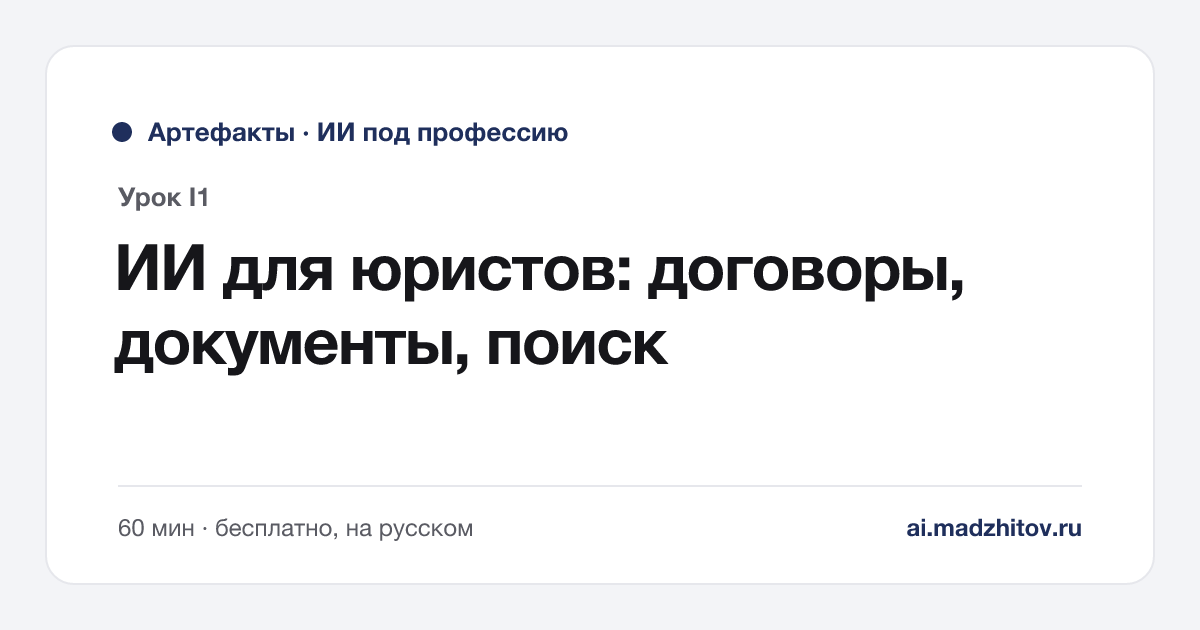 Артефакты · ИИ под профессию
Урок I1
ИИ для юристов: договоры,
документы, поиск
60 мин · бесплатно, на русском
ai.madzhitov.ru